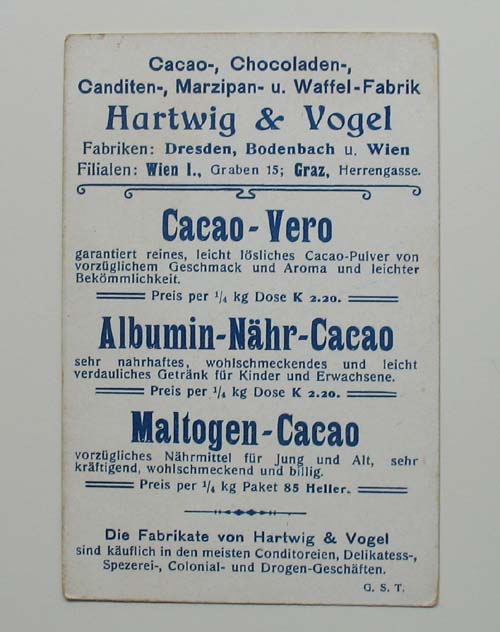 Cacao-, Chocoladen-,
Canditen-, Marzipan- u. Waffel-Fabrik
Hartwig & Vogel
Fabriken: Dresden, Bodenbach u. Wien
Filialen: Wien I., Graben 15; Graz, Herrengasse.
Cacao-Vero
garantiert reines, leicht lösliches Cacao-Pulver von
vorzüglichem Geschmack und Aroma und leichter
Bekömmlichkeit.
Preis per 1/4 kg Dose K 2.20.
Albumin-Nähr-Cacao
sehr nahrhaftes, wohlschmeckendes und leicht
verdauliches Getränk für Kinder und Erwachsene.
Preis per 1/4 kg Dose K 2.20.
Maltogen-Cacao
vorzügliches Nährmittel für Jung und Alt, sehr
kräftigend, wohlschmeckend und billig.
Preis per 1/4 kg Paket 85 Heller.
Die Fabrikate von Hartwig & Vogel
sind käuflich in den meisten Conditoreien, Delikatess-,
Spezerei-, Colonial- und Drogen-Geschäften.
G. S. T.